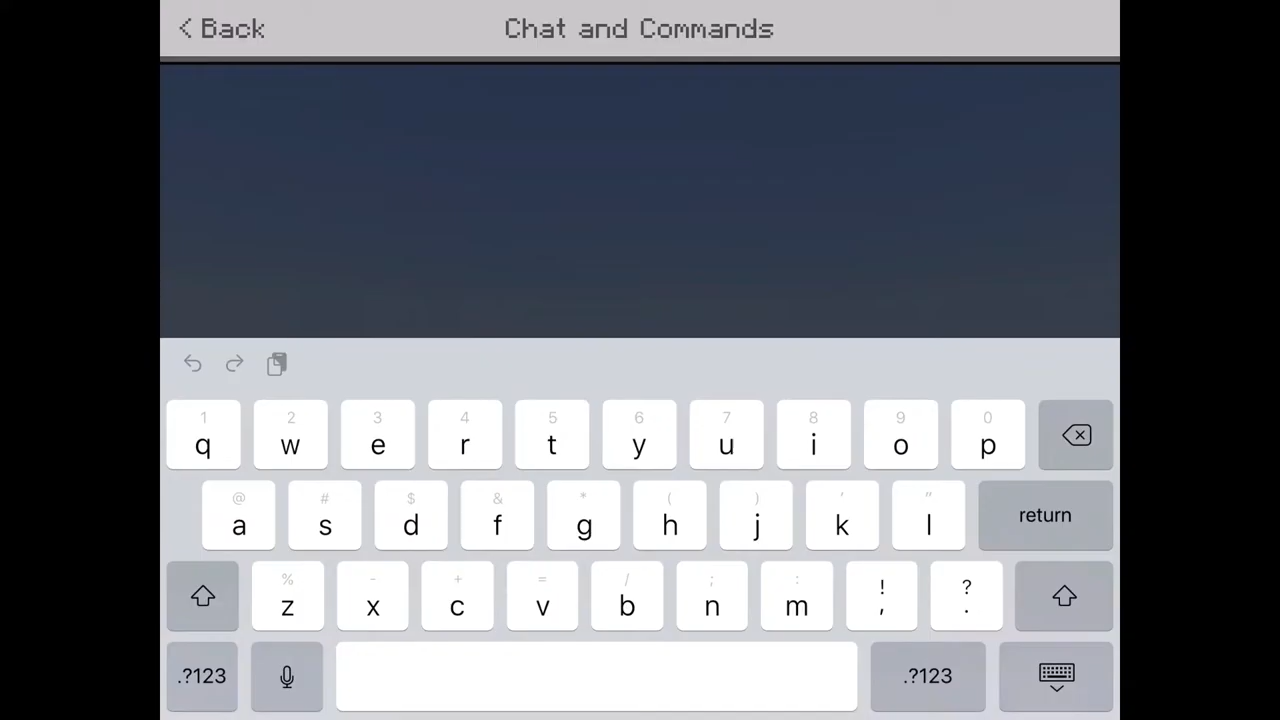 Back Chat and Commands
1 2 3 4 5 6 7 8 9 0
q w e r t y u i o p
@ # $ & * ( ) ' "
a s d f g h j k l return
% - + = / ; : ! ?
z x c v b n m , .
.?123 .?123